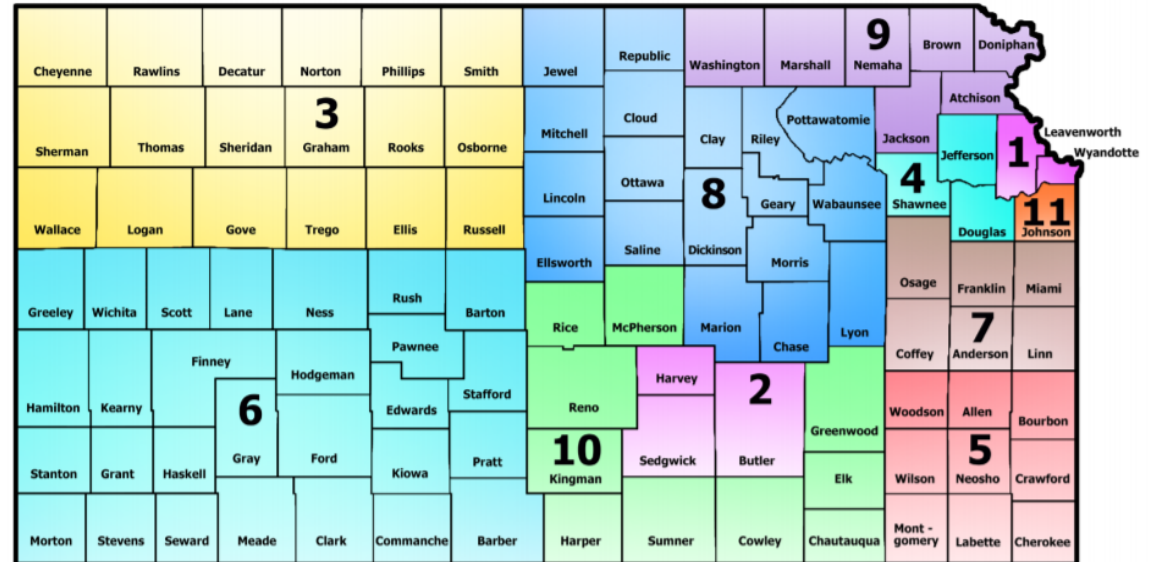 Cheyenne Rawlins Decatur Norton Phillips Smith Jewel Republic Washington Marshall 9 Nemaha Brown Doniphan
Sherman Thomas Sheridan 3 Graham Rooks Osborne Mitchell Cloud Clay Riley Pottawatomie Jackson Atchison
Jefferson 1 Leavenworth
Wyandotte
Wallace Logan Gove Trego Ellis Russell Lincoln Ottawa 8 Geary Wabaunsee 4 Shawnee Douglas 11 Johnson
Ellsworth Saline Dickinson Morris Osage Franklin Miami
Greeley Wichita Scott Lane Ness Rush Barton Rice McPherson Marion Chase Lyon Coffey 7 Anderson Linn
Pawnee
Hamilton Kearny Finney Hodgeman Edwards Stafford Reno Harvey 2 Greenwood Woodson Allen Bourbon
Stanton Grant Haskell 6 Gray Ford Kiowa Pratt 10 Kingman Sedgwick Butler Elk Wilson 5 Neosho Crawford
Morton Stevens Seward Meade Clark Commanche Barber Harper Sumner Cowley Chautauqua Mont -
gomery Labette Cherokee